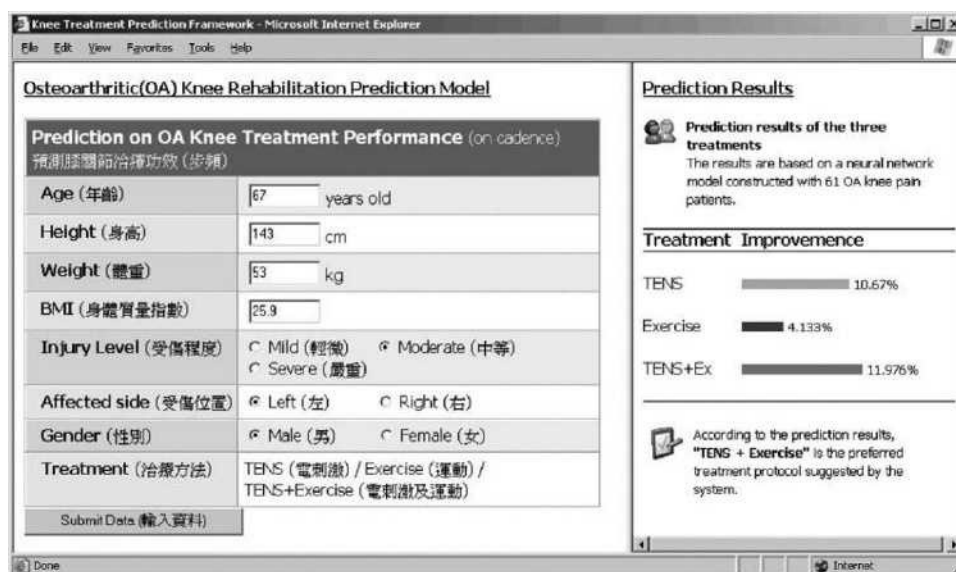 Knee Treatment Prediction Framework - Microsoft Internet Explorer
File Edit View Favorites Tools Help
Osteoarthritic(OA) Knee Rehabilitation Prediction Model
Prediction on OA Knee Treatment Performance (on cadence)
預測膝關節治療功效 (步頻)
Age (年齡) 67 years old
Height (身高) 143 cm
Weight (體重) 53 kg
BMI (身體質量指數) 25.9
Injury Level (受傷程度) Mild (輕微) Moderate (中等)
Severe (嚴重)
Affected side (受傷位置) Left (左) Right (右)
Gender (性別) Male (男) Female (女)
Treatment (治療方法) TENS (電刺激) / Exercise (運動) /
TENS+Exercise (電刺激及運動)
Submit Data (輸入資料)
Prediction Results
Prediction results of the three
treatments
The results are based on a neural network
model constructed with 61 OA knee pain
patients.
Treatment Improvemence
TENS 10.67%
Exercise 4.133%
TENS+Ex 11.976%
According to the prediction results,
"TENS + Exercise" is the preferred
treatment protocol suggested by the
system.
Done Internet